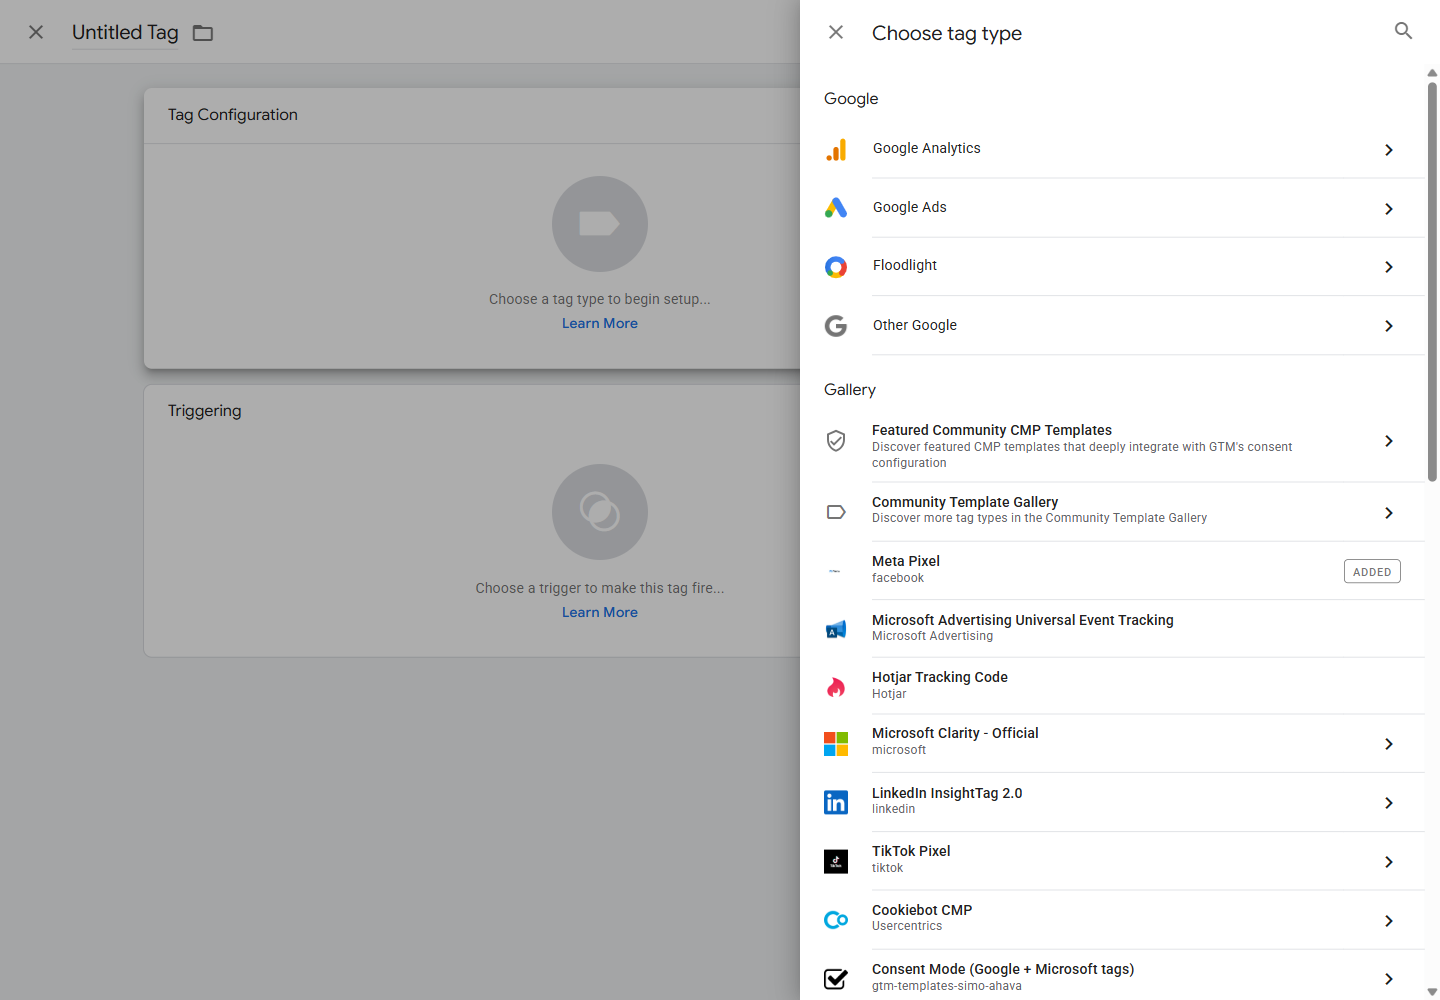 Untitled Tag
Tag Configuration
Choose a tag type to begin setup...
Learn More
Triggering
Choose a trigger to make this tag fire...
Learn More
Choose tag type
Google
Google Analytics
Google Ads
Floodlight
Other Google
Gallery
Featured Community CMP Templates
Discover featured CMP templates that deeply integrate with GTM's consent
configuration
Community Template Gallery
Discover more tag types in the Community Template Gallery
Meta Pixel
facebook
ADDED
Microsoft Advertising Universal Event Tracking
Microsoft Advertising
Hotjar Tracking Code
Hotjar
Microsoft Clarity - Official
microsoft
LinkedIn InsightTag 2.0
linkedin
TikTok Pixel
tiktok
Cookiebot CMP
Usercentrics
Consent Mode (Google + Microsoft tags)
gtm-templates-simo-ahava